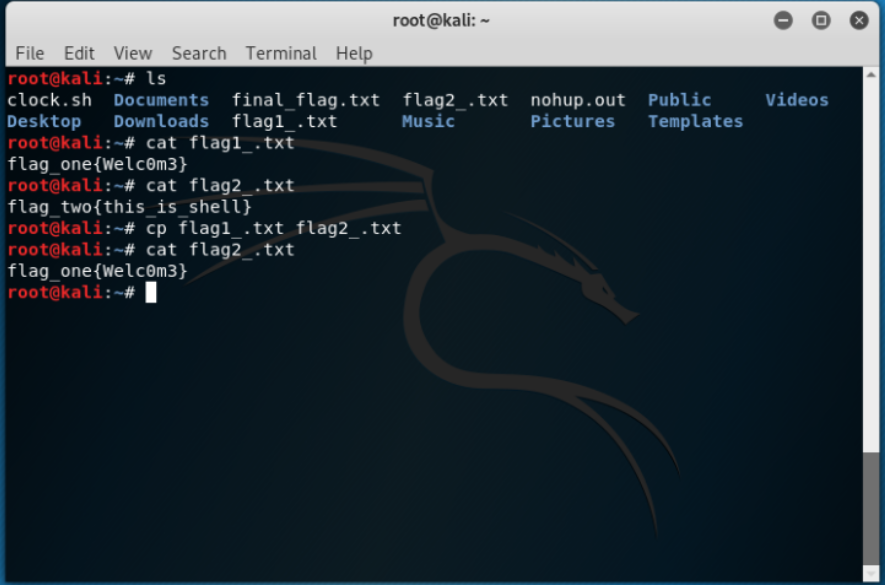 root@kali: ~
File Edit View Search Terminal Help
root@kali:~# ls
clock.sh Documents final_flag.txt flag2_.txt nohup.out Public Videos
Desktop Downloads flag1_.txt Music Pictures Templates
root@kali:~# cat flag1_.txt
flag_one{Welc0m3}
root@kali:~# cat flag2_.txt
flag_two{this_is_shell}
root@kali:~# cp flag1_.txt flag2_.txt
root@kali:~# cat flag2_.txt
flag_one{Welc0m3}
root@kali:~#